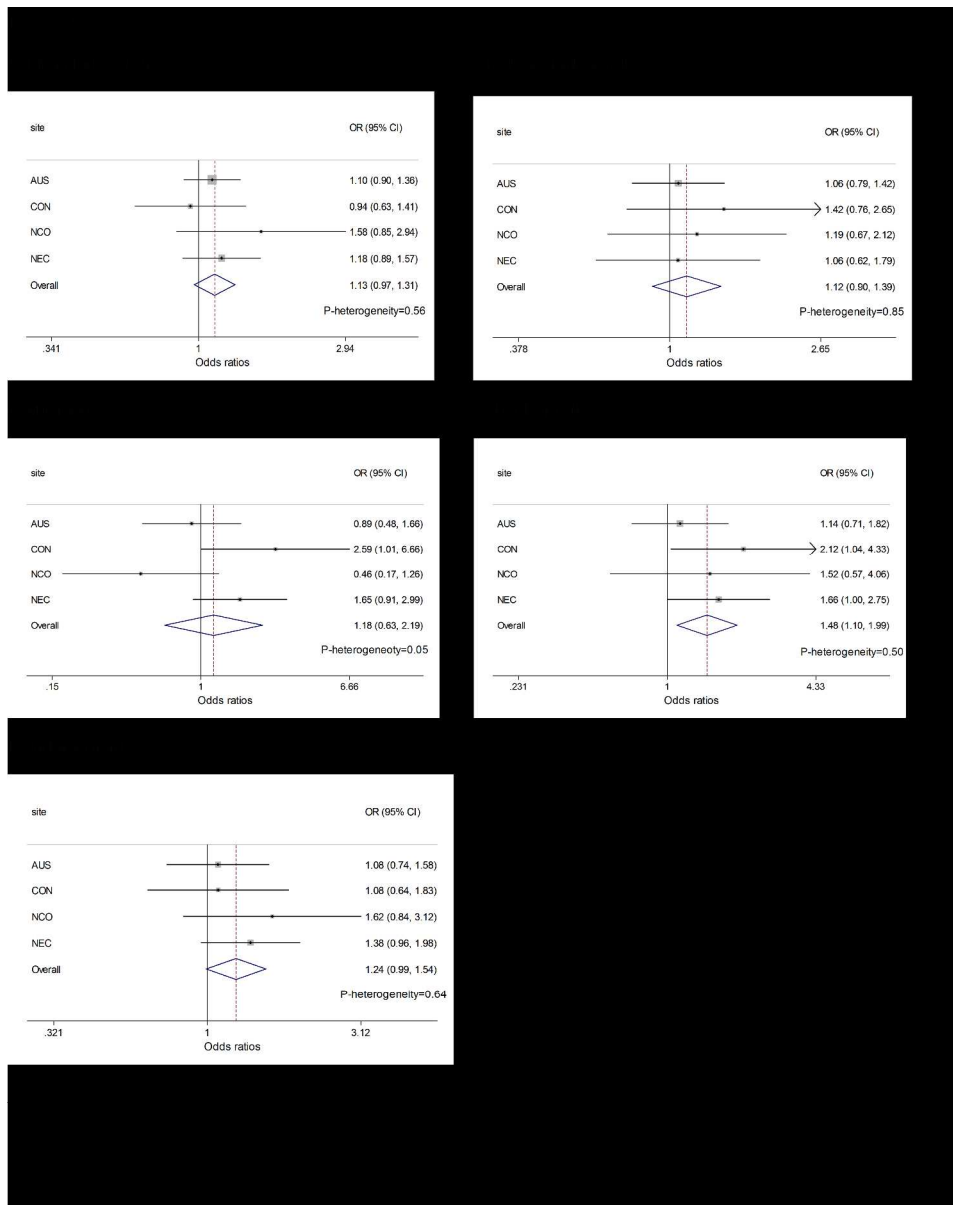 site OR (95% CI)
AUS 1.10 (0.90, 1.36)
CON 0.94 (0.63, 1.41)
NCO 1.58 (0.85, 2.94)
NEC 1.18 (0.89, 1.57)
Overall 1.13 (0.97, 1.31)
P-heterogeneity=0.56
.341 1 2.94
Odds ratios
site OR (95% CI)
AUS 1.06 (0.79, 1.42)
CON 1.42 (0.76, 2.65)
NCO 1.19 (0.67, 2.12)
NEC 1.06 (0.62, 1.79)
Overall 1.12 (0.90, 1.39)
P-heterogeneity=0.85
.378 1 2.65
Odds ratios
site OR (95% CI)
AUS 0.89 (0.48, 1.66)
CON 2.59 (1.01, 6.66)
NCO 0.46 (0.17, 1.26)
NEC 1.65 (0.91, 2.99)
Overall 1.18 (0.63, 2.19)
P-heterogeneoty=0.05
.15 1 6.66
Odds ratios
site OR (95% CI)
AUS 1.14 (0.71, 1.82)
CON 2.12 (1.04, 4.33)
NCO 1.52 (0.57, 4.06)
NEC 1.66 (1.00, 2.75)
Overall 1.48 (1.10, 1.99)
P-heterogeneity=0.50
.231 1 4.33
Odds ratios
site OR (95% CI)
AUS 1.08 (0.74, 1.58)
CON 1.08 (0.64, 1.83)
NCO 1.62 (0.84, 3.12)
NEC 1.38 (0.96, 1.98)
Overall 1.24 (0.99, 1.54)
P-heterogeneity=0.64
.321 1 3.12
Odds ratios